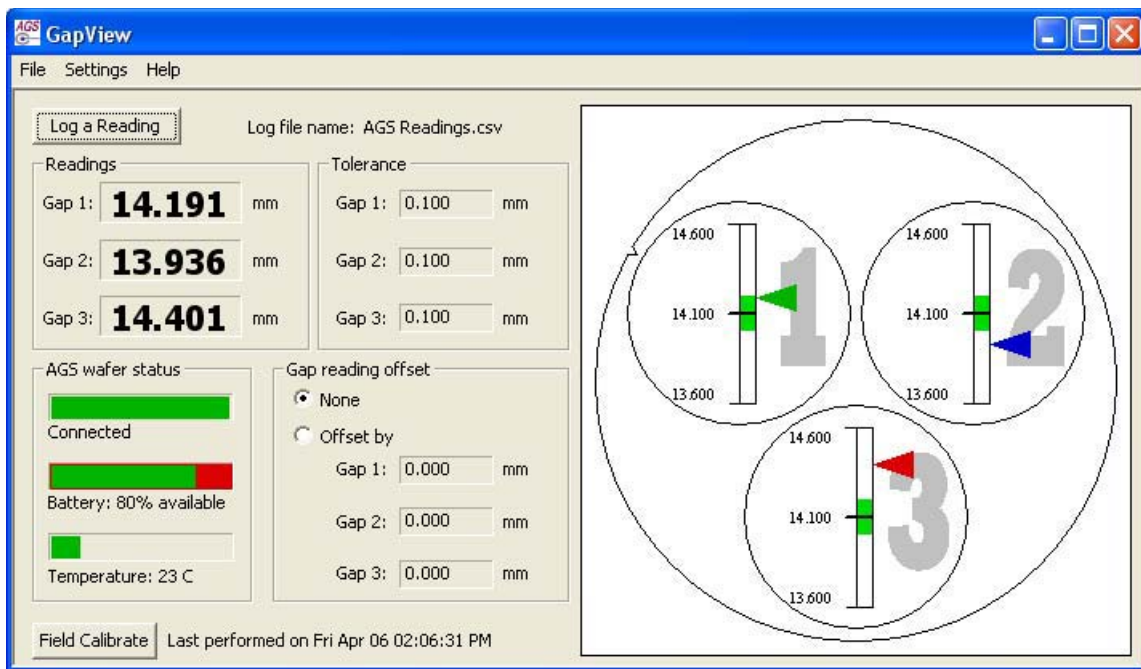 AGS GapView
File Settings Help
Log a Reading Log file name: AGS Readings.csv
Readings
Gap 1: 14.191 mm
Gap 2: 13.936 mm
Gap 3: 14.401 mm
Tolerance
Gap 1: 0.100 mm
Gap 2: 0.100 mm
Gap 3: 0.100 mm
AGS wafer status
Connected
Battery: 80% available
Temperature: 23 C
Gap reading offset
None
Offset by
Gap 1: 0.000 mm
Gap 2: 0.000 mm
Gap 3: 0.000 mm
Field Calibrate Last performed on Fri Apr 06 02:06:31 PM
14.600
14.100
13.600
1
14.600
14.100
13.600
2
14.600
14.100
13.600
3